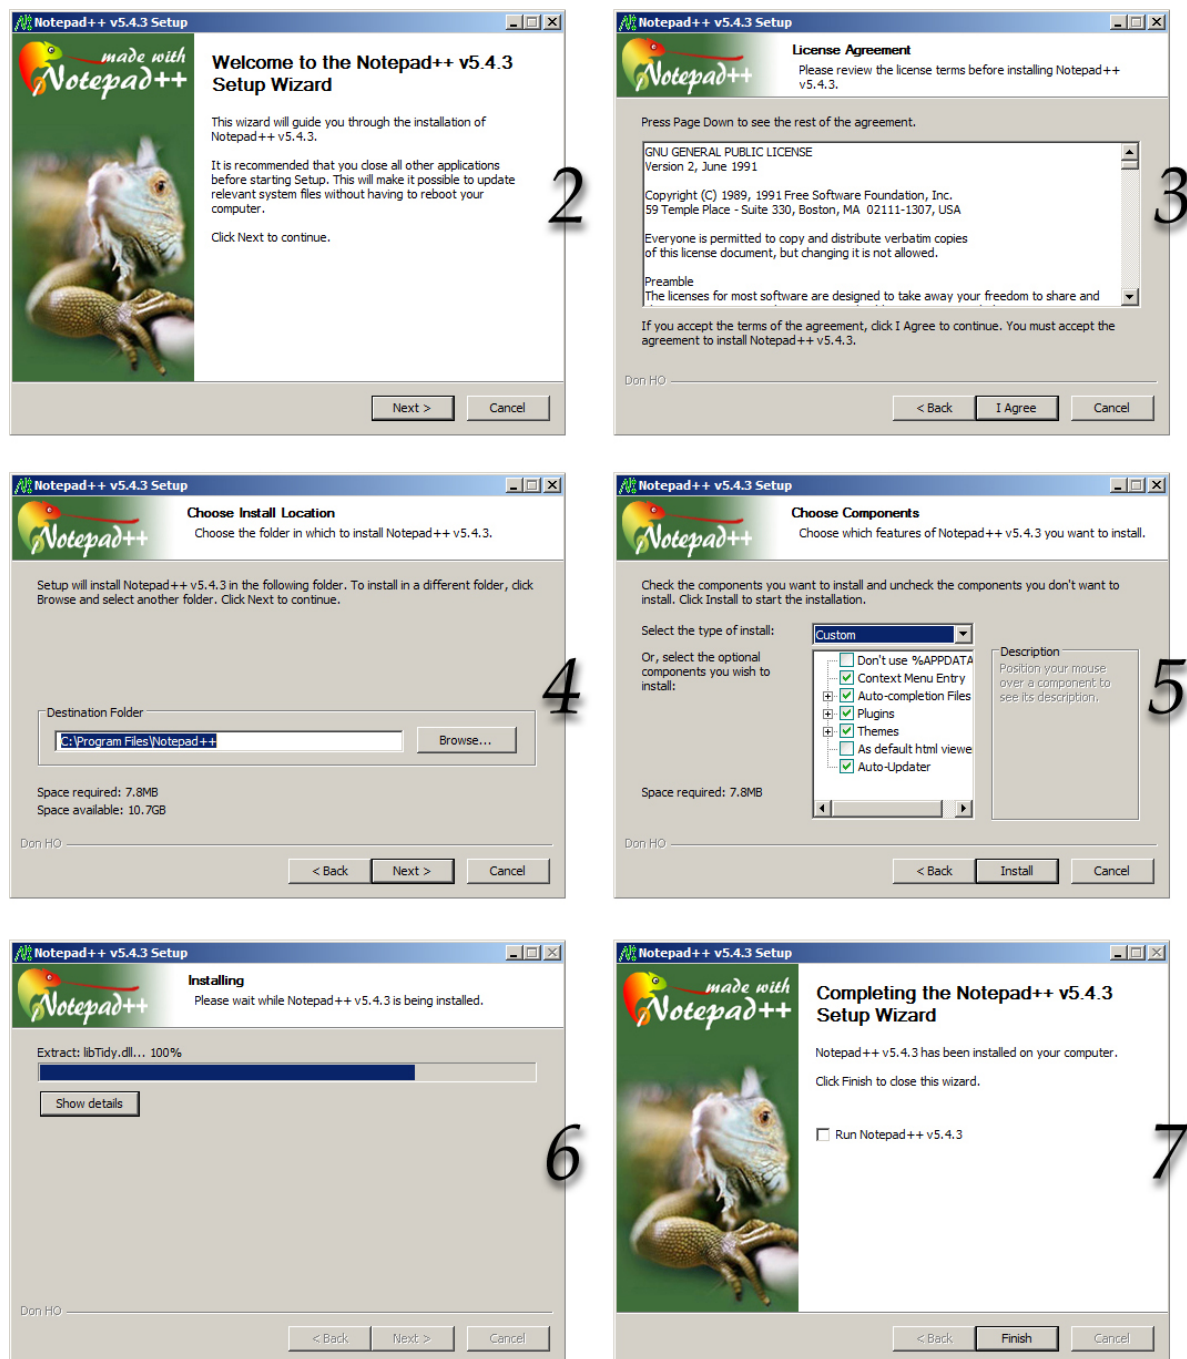 Notepad++ v5.4.3 Setup
made with
Notepad++
Welcome to the Notepad++ v5.4.3
Setup Wizard
This wizard will guide you through the installation of
Notepad++ v5.4.3.
It is recommended that you close all other applications
before starting Setup. This will make it possible to update
relevant system files without having to reboot your
computer.
Click Next to continue.
Next >
Cancel
2
Notepad++ v5.4.3 Setup
Notepad++
License Agreement
Please review the license terms before installing Notepad++
v5.4.3.
Press Page Down to see the rest of the agreement.
GNU GENERAL PUBLIC LICENSE
Version 2, June 1991
Copyright (C) 1989, 1991 Free Software Foundation, Inc.
59 Temple Place - Suite 330, Boston, MA 02111-1307, USA
Everyone is permitted to copy and distribute verbatim copies
of this license document, but changing it is not allowed.
Preamble
The licenses for most software are designed to take away your freedom to share and
If you accept the terms of the agreement, click I Agree to continue. You must accept the
agreement to install Notepad++ v5.4.3.
Don HO
< Back
I Agree
Cancel
3
Notepad++ v5.4.3 Setup
Notepad++
Choose Install Location
Choose the folder in which to install Notepad++ v5.4.3.
Setup will install Notepad++ v5.4.3 in the following folder. To install in a different folder, click
Browse and select another folder. Click Next to continue.
Destination Folder
C:\Program Files\Notepad++
Browse...
Space required: 7.8MB
Space available: 10.7GB
Don HO
< Back
Next >
Cancel
4
Notepad++ v5.4.3 Setup
Notepad++
Choose Components
Choose which features of Notepad++ v5.4.3 you want to install.
Check the components you want to install and uncheck the components you don't want to
install. Click Install to start the installation.
Select the type of install:
Custom
Or, select the optional
components you wish to
install:
Don't use %APPDATA
Context Menu Entry
Auto-completion Files
Plugins
Themes
As default html viewe
Auto-Updater
Description
Position your mouse
over a component to
see its description.
Space required: 7.8MB
Don HO
< Back
Install
Cancel
5
Notepad++ v5.4.3 Setup
Notepad++
Installing
Please wait while Notepad++ v5.4.3 is being installed.
Extract: libTidy.dll... 100%
Show details
Don HO
< Back
Next >
Cancel
6
Notepad++ v5.4.3 Setup
made with
Notepad++
Completing the Notepad++ v5.4.3
Setup Wizard
Notepad++ v5.4.3 has been installed on your computer.
Click Finish to close this wizard.
Run Notepad++ v5.4.3
< Back
Finish
Cancel
7